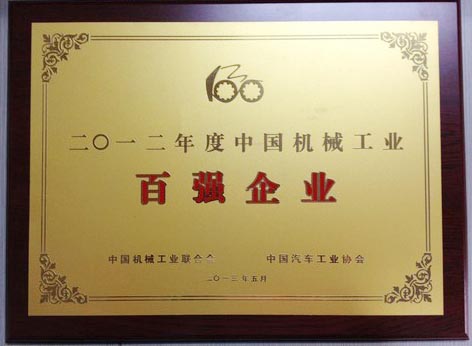 100
二〇一二年度中国机械工业
百强企业
中国机械工业联合会 中国汽车工业协会
二〇一三年五月